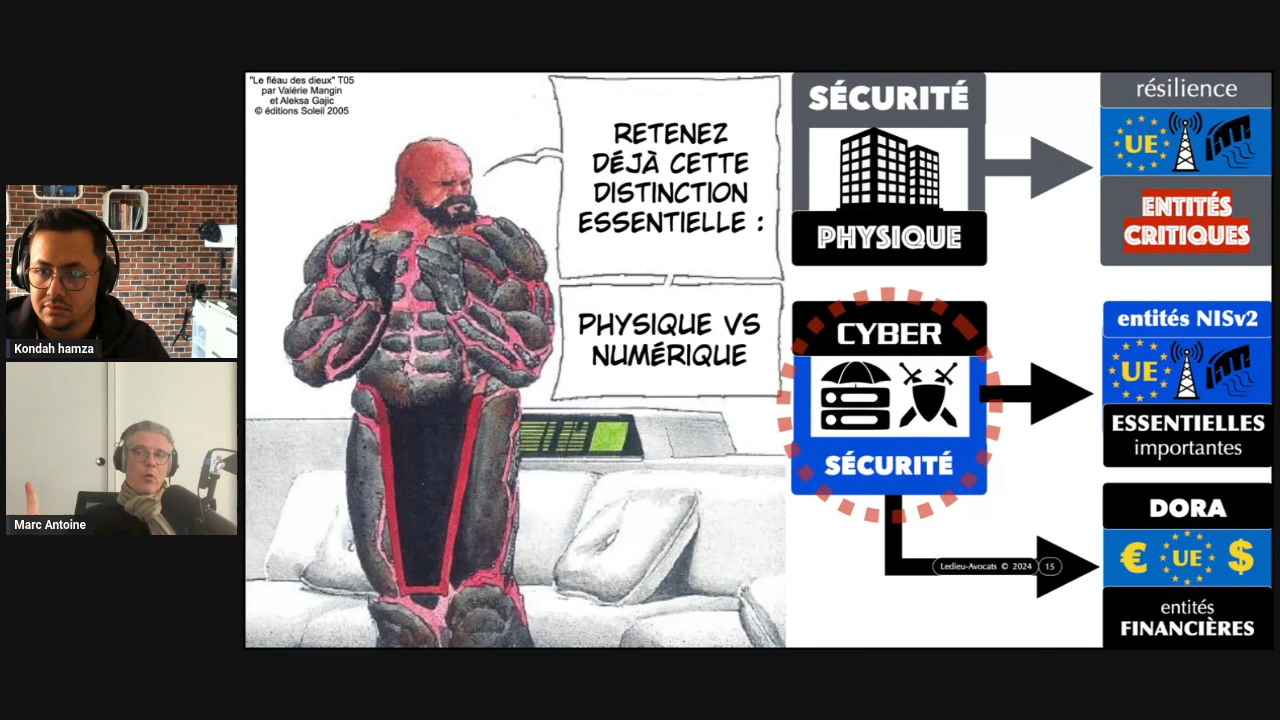 "Le fléau des dieux" T05
par Valérie Mangin
et Aleksa Gajic
© éditions Soleil 2005
RETENEZ
DÉJÀ CETTE
DISTINCTION
ESSENTIELLE :
PHYSIQUE VS
NUMÉRIQUE
SÉCURITÉ
PHYSIQUE
résilience
UE
ENTITÉS
CRITIQUES
CYBER
SÉCURITÉ
entités NISv2
UE
ESSENTIELLES
importantes
DORA
€ UE $
entités
FINANCIÈRES
Ledieu-Avocats © 2024 15
Kondah hamza
Marc Antoine